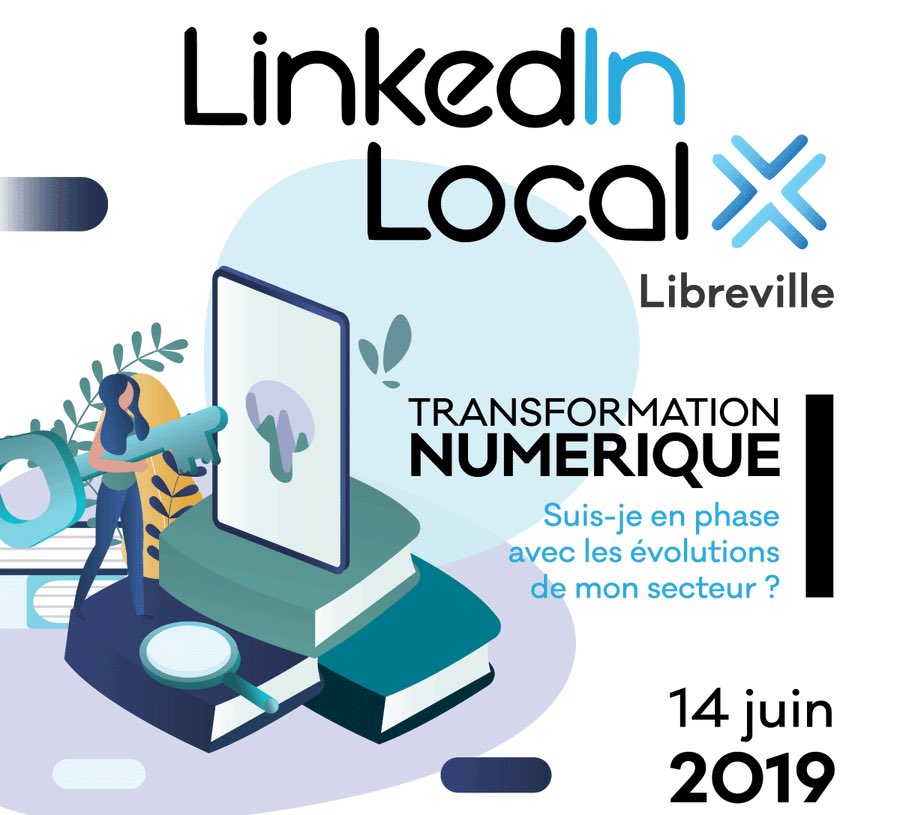 LinkedIn
Local
Libreville
TRANSFORMATION
NUMERIQUE
Suis-je en phase
avec les évolutions
de mon secteur ?
14 juin
2019